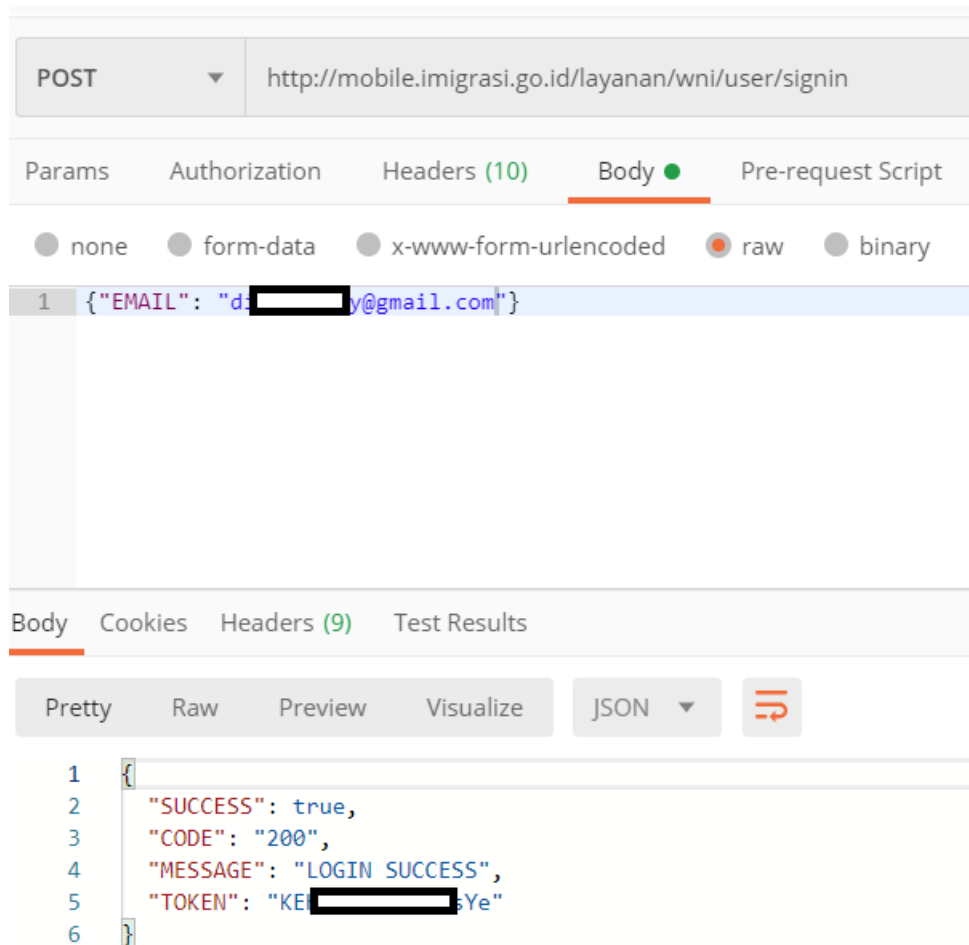 POST http://mobile.imigrasi.go.id/layanan/wni/user/signin
Params Authorization Headers (10) Body Pre-request Script
none form-data x-www-form-urlencoded raw binary
1 {"EMAIL": "di y@gmail.com"}
Body Cookies Headers (9) Test Results
Pretty Raw Preview Visualize JSON
1 {
2 "SUCCESS": true,
3 "CODE": "200",
4 "MESSAGE": "LOGIN SUCCESS",
5 "TOKEN": "KE sYe"
6 }